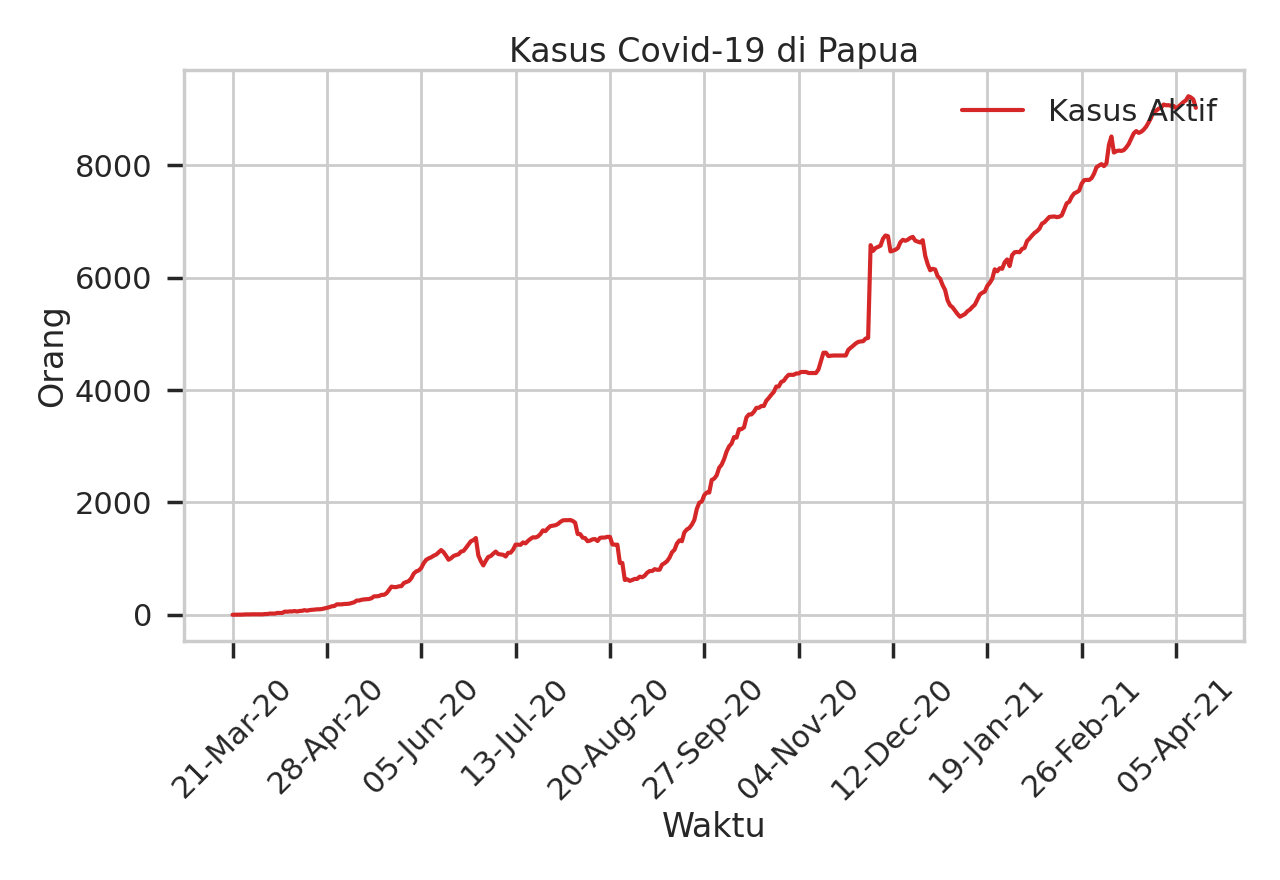 Kasus Covid-19 di Papua
Kasus Aktif
Orang
8000
6000
4000
2000
0
21-Mar-20
28-Apr-20
05-Jun-20
13-Jul-20
20-Aug-20
27-Sep-20
04-Nov-20
12-Dec-20
19-Jan-21
26-Feb-21
05-Apr-21
Waktu